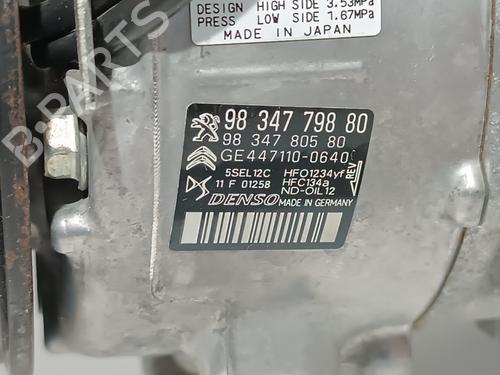 DESIGN HIGH SIDE 3.53MPa
PRESS LOW SIDE 1.67MPa
MADE IN JAPAN
B-PARTS
98 347 798 80
98 347 805 80
GE447110-0640
5SEL12C HFO1234yf
11 F 01258 HFC134a
ND-OIL12
REV
DENSO MADE IN GERMANY